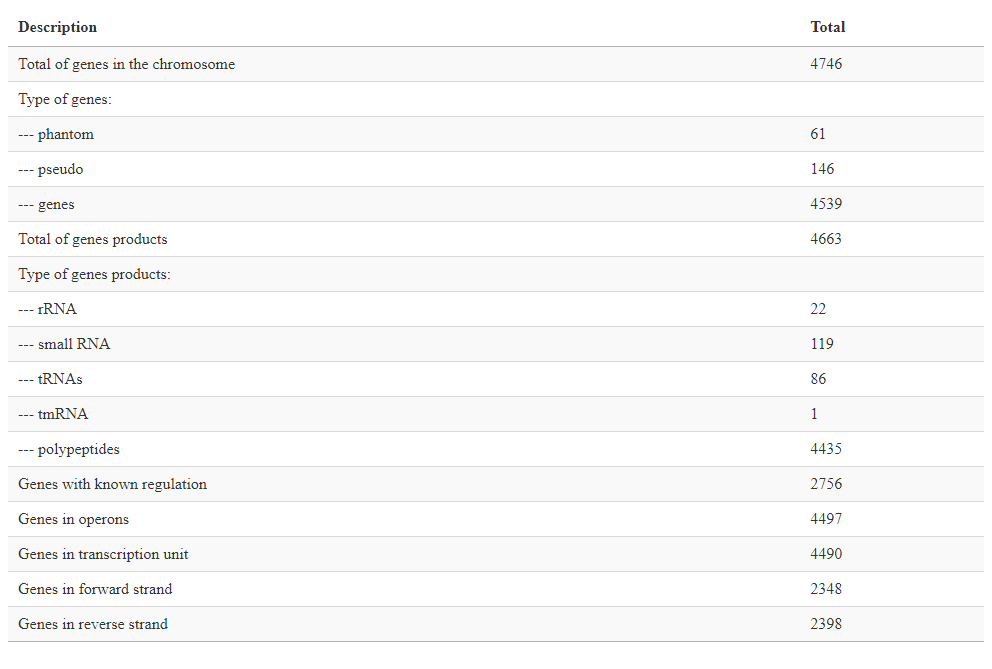 Description Total
Total of genes in the chromosome 4746
Type of genes:
--- phantom 61
--- pseudo 146
--- genes 4539
Total of genes products 4663
Type of genes products:
--- rRNA 22
--- small RNA 119
--- tRNAs 86
--- tmRNA 1
--- polypeptides 4435
Genes with known regulation 2756
Genes in operons 4497
Genes in transcription unit 4490
Genes in forward strand 2348
Genes in reverse strand 2398